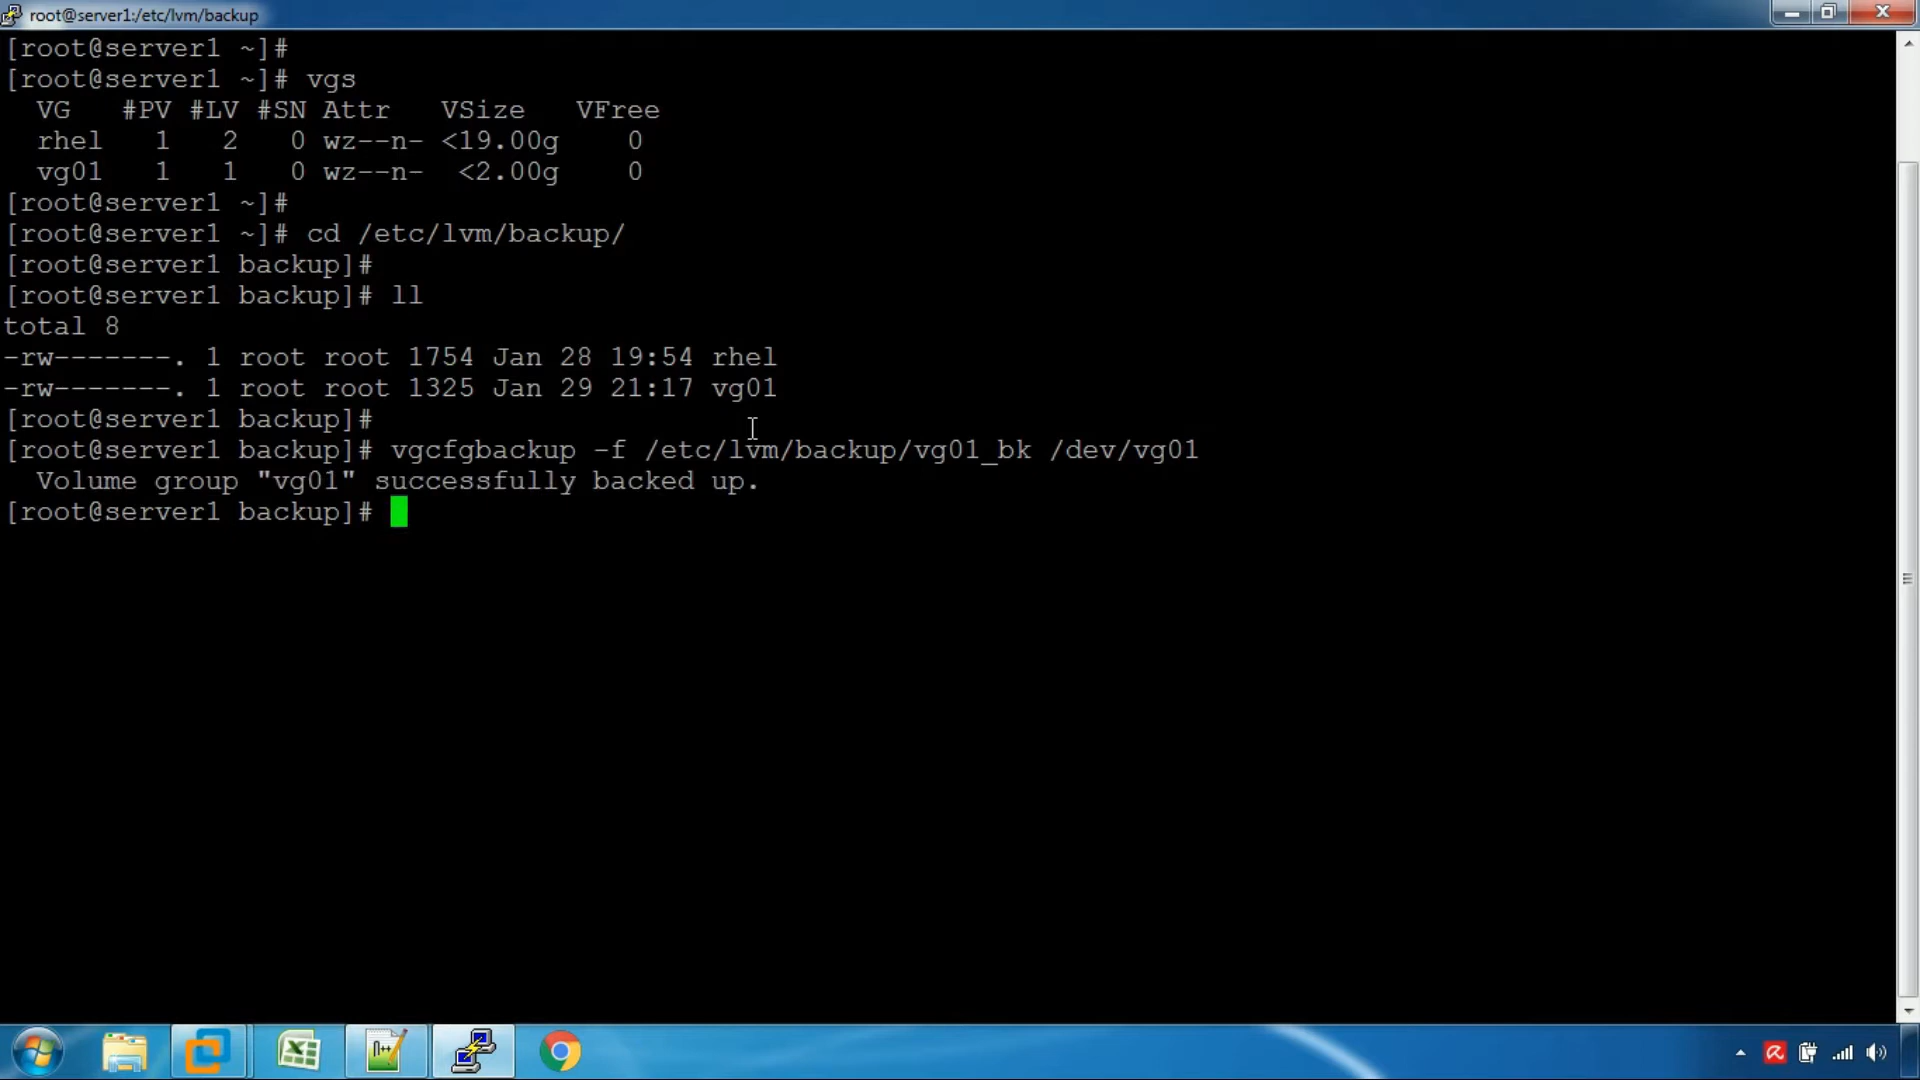 root@server1:/etc/lvm/backup
[root@server1 ~]#
[root@server1 ~]# vgs
  VG   #PV #LV #SN Attr   VSize   VFree
  rhel   1   2   0 wz--n- <19.00g    0
  vg01   1   1   0 wz--n-  <2.00g    0
[root@server1 ~]#
[root@server1 ~]# cd /etc/lvm/backup/
[root@server1 backup]#
[root@server1 backup]# ll
total 8
-rw-------. 1 root root 1754 Jan 28 19:54 rhel
-rw-------. 1 root root 1325 Jan 29 21:17 vg01
[root@server1 backup]#
[root@server1 backup]# vgcfgbackup -f /etc/lvm/backup/vg01_bk /dev/vg01
  Volume group "vg01" successfully backed up.
[root@server1 backup]#